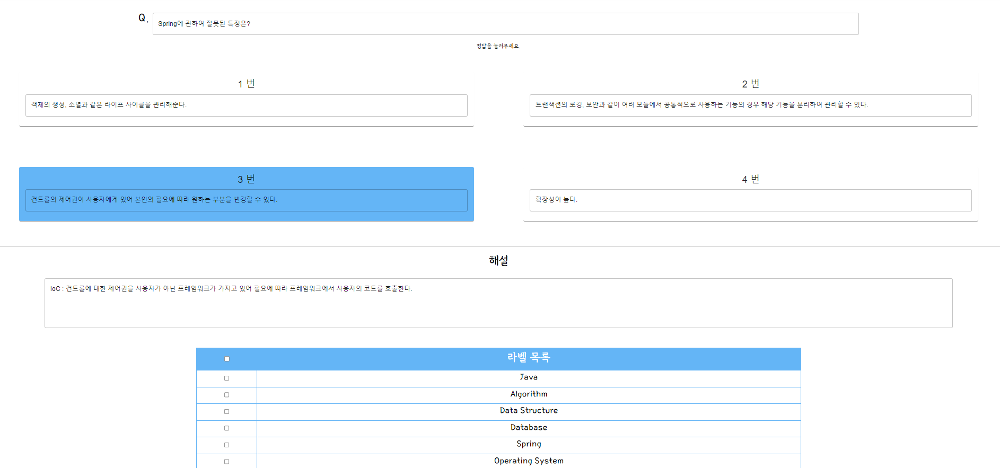 Q.
Spring에 관하여 잘못된 특징은?
정답을 눌러주세요.
1 번
객체의 생성, 소멸과 같은 라이프 사이클을 관리해준다.
2 번
트랜잭션의 로깅, 보안과 같이 여러 모듈에서 공통적으로 사용하는 기능의 경우 해당 기능을 분리하여 관리할 수 있다.
3 번
컨트롤의 제어권이 사용자에게 있어 본인의 필요에 따라 원하는 부분을 변경할 수 있다.
4 번
확장성이 높다.
해설
IoC : 컨트롤에 대한 제어권을 사용자가 아닌 프레임워크가 가지고 있어 필요에 따라 프레임워크에서 사용자의 코드를 호출한다.
라벨 목록
Java
Algorithm
Data Structure
Database
Spring
Operating System